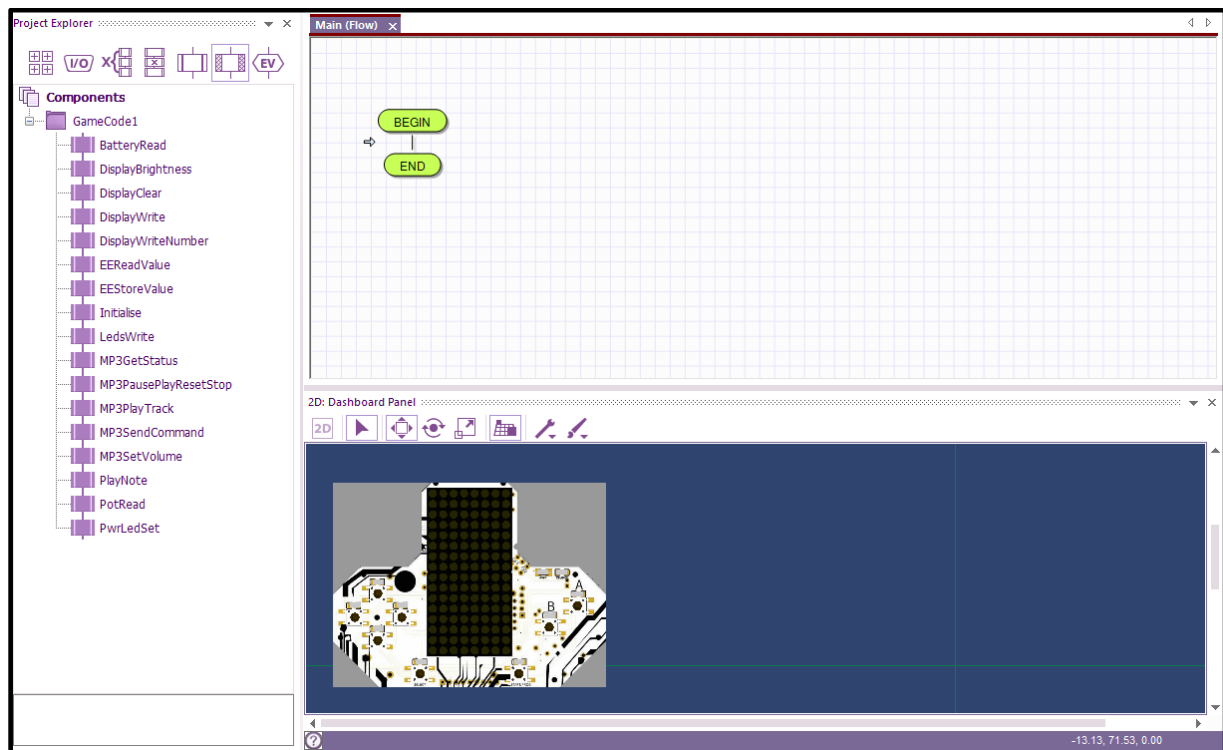 Project Explorer
I/O
X
X
EV
Components
GameCode1
BatteryRead
DisplayBrightness
DisplayClear
DisplayWrite
DisplayWriteNumber
EEReadValue
EEStoreValue
Initialise
LedsWrite
MP3GetStatus
MP3PausePlayResetStop
MP3PlayTrack
MP3SendCommand
MP3SetVolume
PlayNote
PotRead
PwrLedSet
Main (Flow)
BEGIN
END
2D: Dashboard Panel
2D
A
B
-13.13, 71.53, 0.00